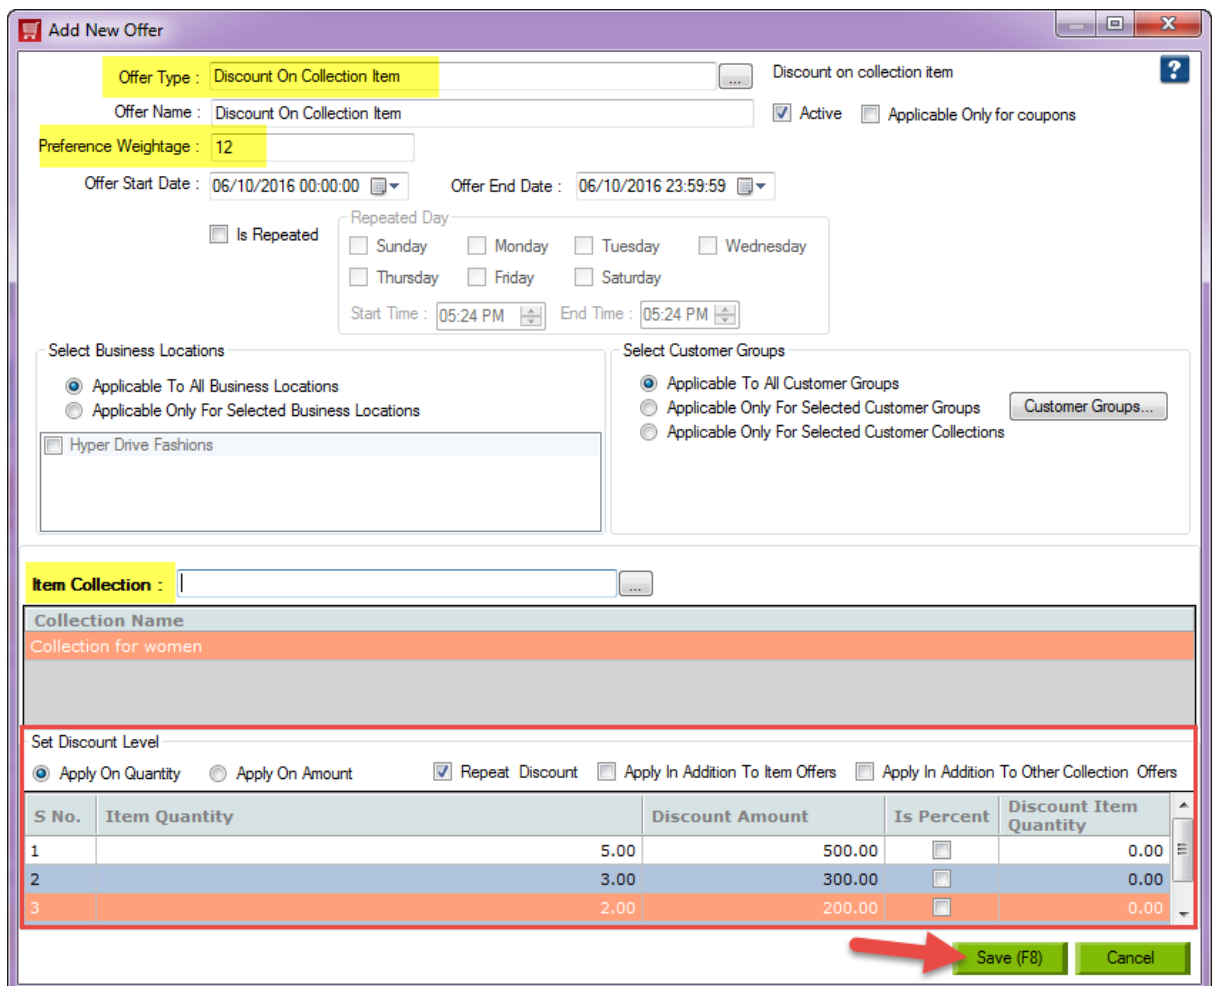 Add New Offer
Offer Type : Discount On Collection Item ... Discount on collection item ?
Offer Name : Discount On Collection Item Active Applicable Only for coupons
Preference Weightage : 12
Offer Start Date : 06/10/2016 00:00:00 Offer End Date : 06/10/2016 23:59:59
Is Repeated
Repeated Day
Sunday Monday Tuesday Wednesday
Thursday Friday Saturday
Start Time : 05:24 PM End Time : 05:24 PM
Select Business Locations
Applicable To All Business Locations
Applicable Only For Selected Business Locations
Hyper Drive Fashions
Select Customer Groups
Applicable To All Customer Groups
Applicable Only For Selected Customer Groups Customer Groups...
Applicable Only For Selected Customer Collections
Item Collection : ...
Collection Name
Collection for women
Set Discount Level
Apply On Quantity Apply On Amount Repeat Discount Apply In Addition To Item Offers Apply In Addition To Other Collection Offers
S No. Item Quantity Discount Amount Is Percent Discount Item Quantity
1 5.00 500.00 0.00
2 3.00 300.00 0.00
3 2.00 200.00 0.00
Save (F8) Cancel